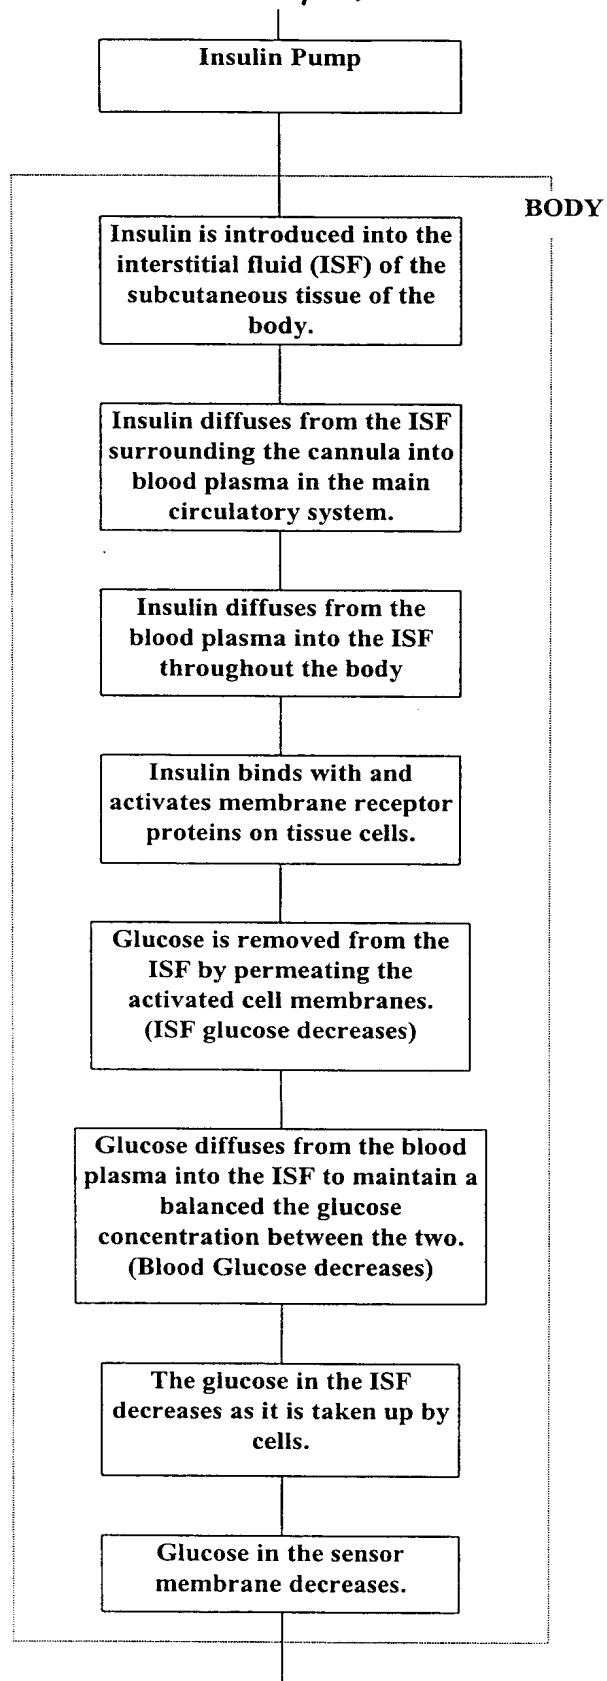 Insulin Pump
BODY
Insulin is introduced into the
interstitial fluid (ISF) of the
subcutaneous tissue of the
body.
Insulin diffuses from the ISF
surrounding the cannula into
blood plasma in the main
circulatory system.
Insulin diffuses from the
blood plasma into the ISF
throughout the body
Insulin binds with and
activates membrane receptor
proteins on tissue cells.
Glucose is removed from the
ISF by permeating the
activated cell membranes.
(ISF glucose decreases)
Glucose diffuses from the blood
plasma into the ISF to maintain a
balanced the glucose
concentration between the two.
(Blood Glucose decreases)
The glucose in the ISF
decreases as it is taken up by
cells.
Glucose in the sensor
membrane decreases.